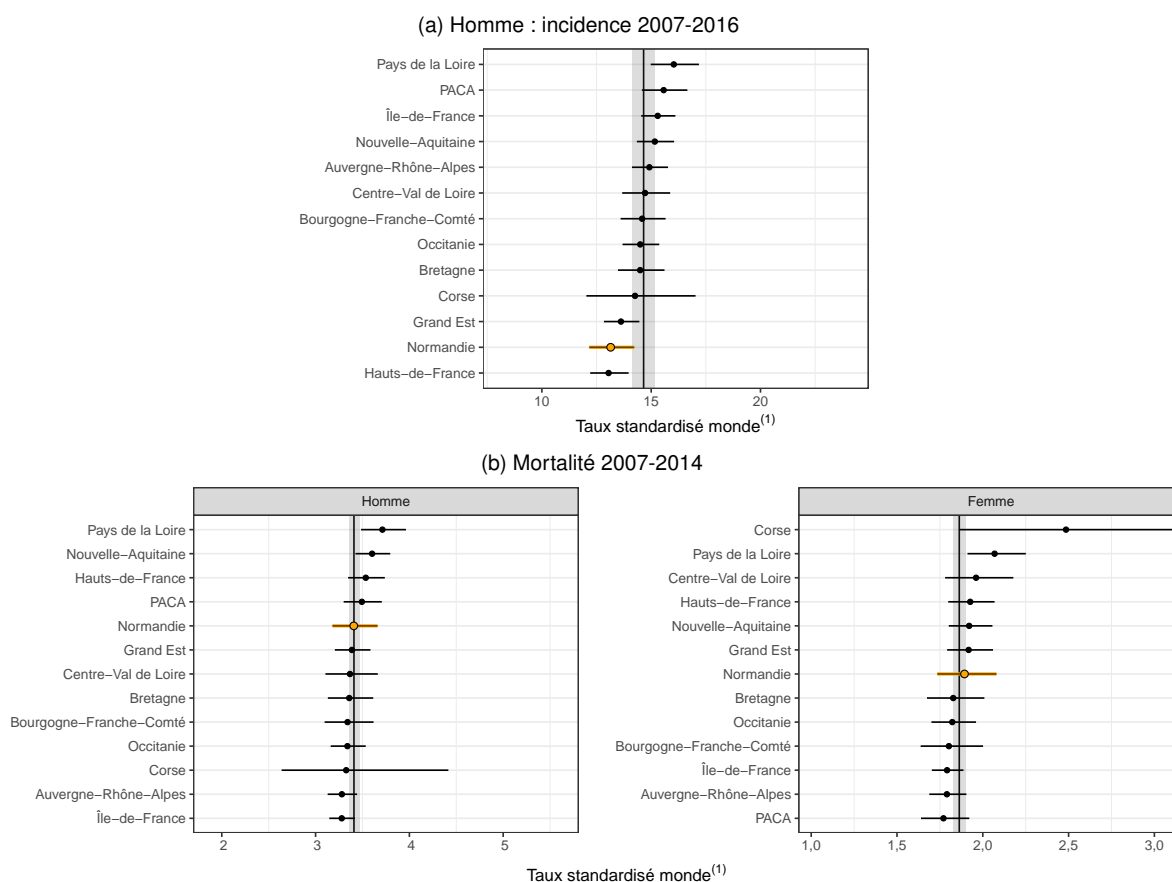 (a) Homme : incidence 2007-2016
Pays de la Loire
PACA
Île−de−France
Nouvelle−Aquitaine
Auvergne−Rhône−Alpes
Centre−Val de Loire
Bourgogne−Franche−Comté
Occitanie
Bretagne
Corse
Grand Est
Normandie
Hauts−de−France
10 15 20
Taux standardisé monde(1)
(b) Mortalité 2007-2014
Homme
Pays de la Loire
Nouvelle−Aquitaine
Hauts−de−France
PACA
Normandie
Grand Est
Centre−Val de Loire
Bretagne
Bourgogne−Franche−Comté
Occitanie
Corse
Auvergne−Rhône−Alpes
Île−de−France
2 3 4 5
Femme
Corse
Pays de la Loire
Centre−Val de Loire
Hauts−de−France
Nouvelle−Aquitaine
Grand Est
Normandie
Bretagne
Occitanie
Bourgogne−Franche−Comté
Île−de−France
Auvergne−Rhône−Alpes
PACA
1,0 1,5 2,0 2,5 3,0
Taux standardisé monde(1)